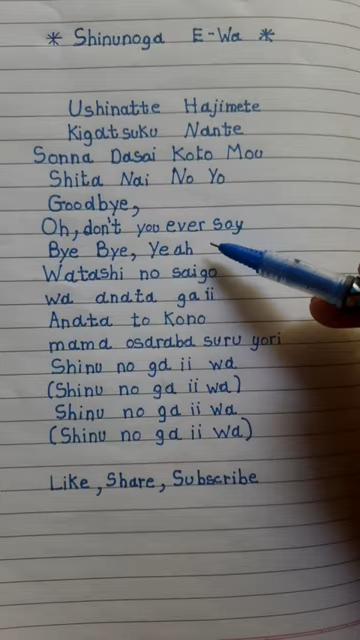 * Shinunoga E-Wa *
Ushinatte Hajimete
Kigatsuku Nante
Sonna Dasai Koto Mou
Shita Nai No Yo
Goodbye,
Oh, don't you ever say
Bye Bye, Yeah
Watashi no saigo
wa anata ga ii
Anata to Kono
mama osaraba suru yori
Shinu no ga ii wa
(Shinu no ga ii wa)
Shinu no ga ii wa
(Shinu no ga ii wa)
Like, Share, Subscribe